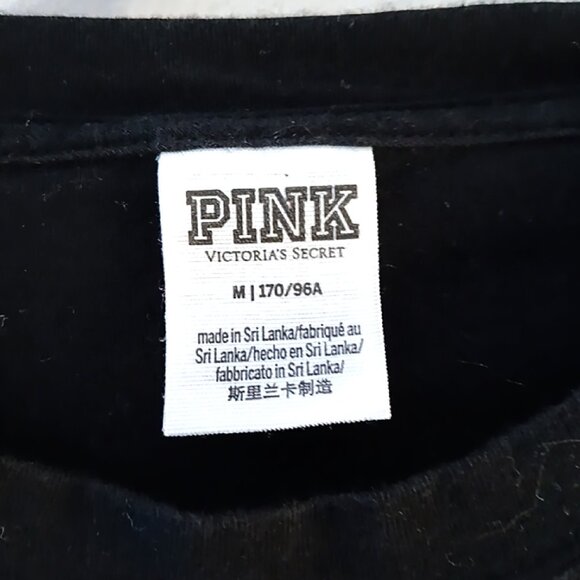 PINK
VICTORIA'S SECRET
M | 170/96A
made in Sri Lanka/fabriqué au
Sri Lanka/hecho en Sri Lanka/
fabbricato in Sri Lanka/
斯里兰卡制造